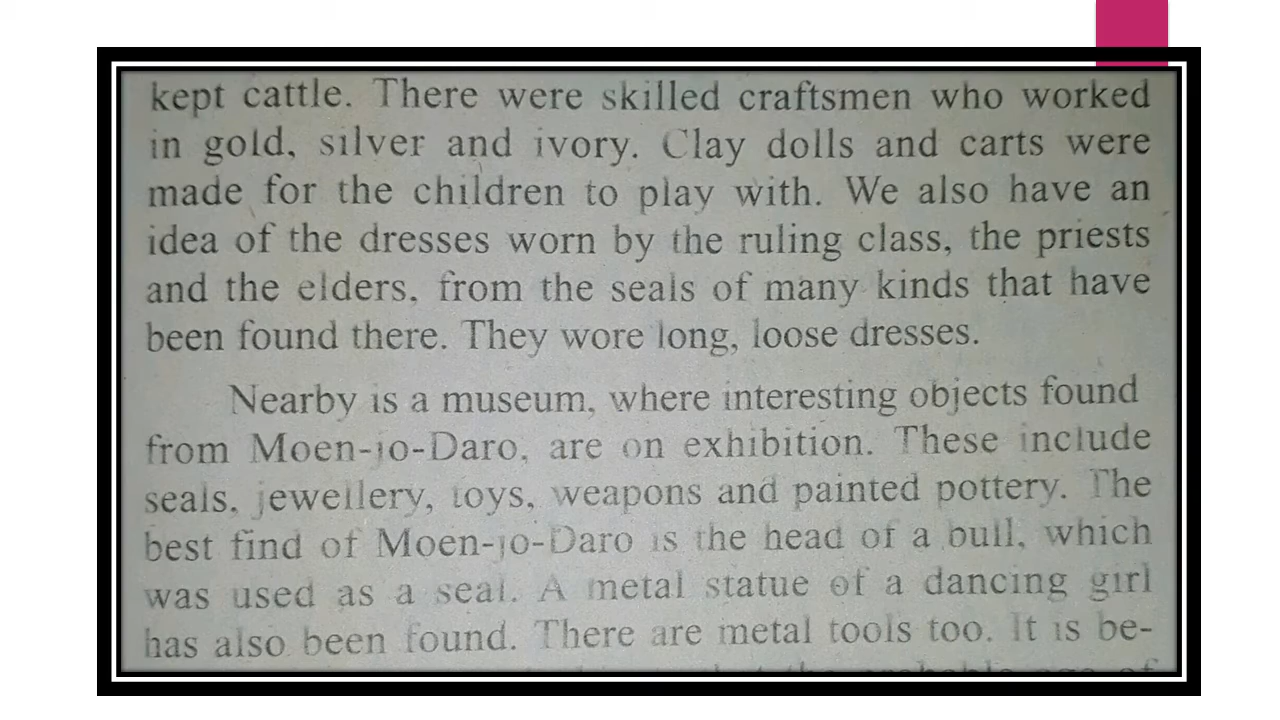 kept cattle. There were skilled craftsmen who worked
in gold, silver and ivory. Clay dolls and carts were
made for the children to play with. We also have an
idea of the dresses worn by the ruling class, the priests
and the elders, from the seals of many kinds that have
been found there. They wore long, loose dresses.
Nearby is a museum, where interesting objects found
from Moen-jo-Daro, are on exhibition. These include
seals, jewellery, toys, weapons and painted pottery. The
best find of Moen-jo-Daro is the head of a bull, which
was used as a seal. A metal statue of a dancing girl
has also been found. There are metal tools too. It is be-